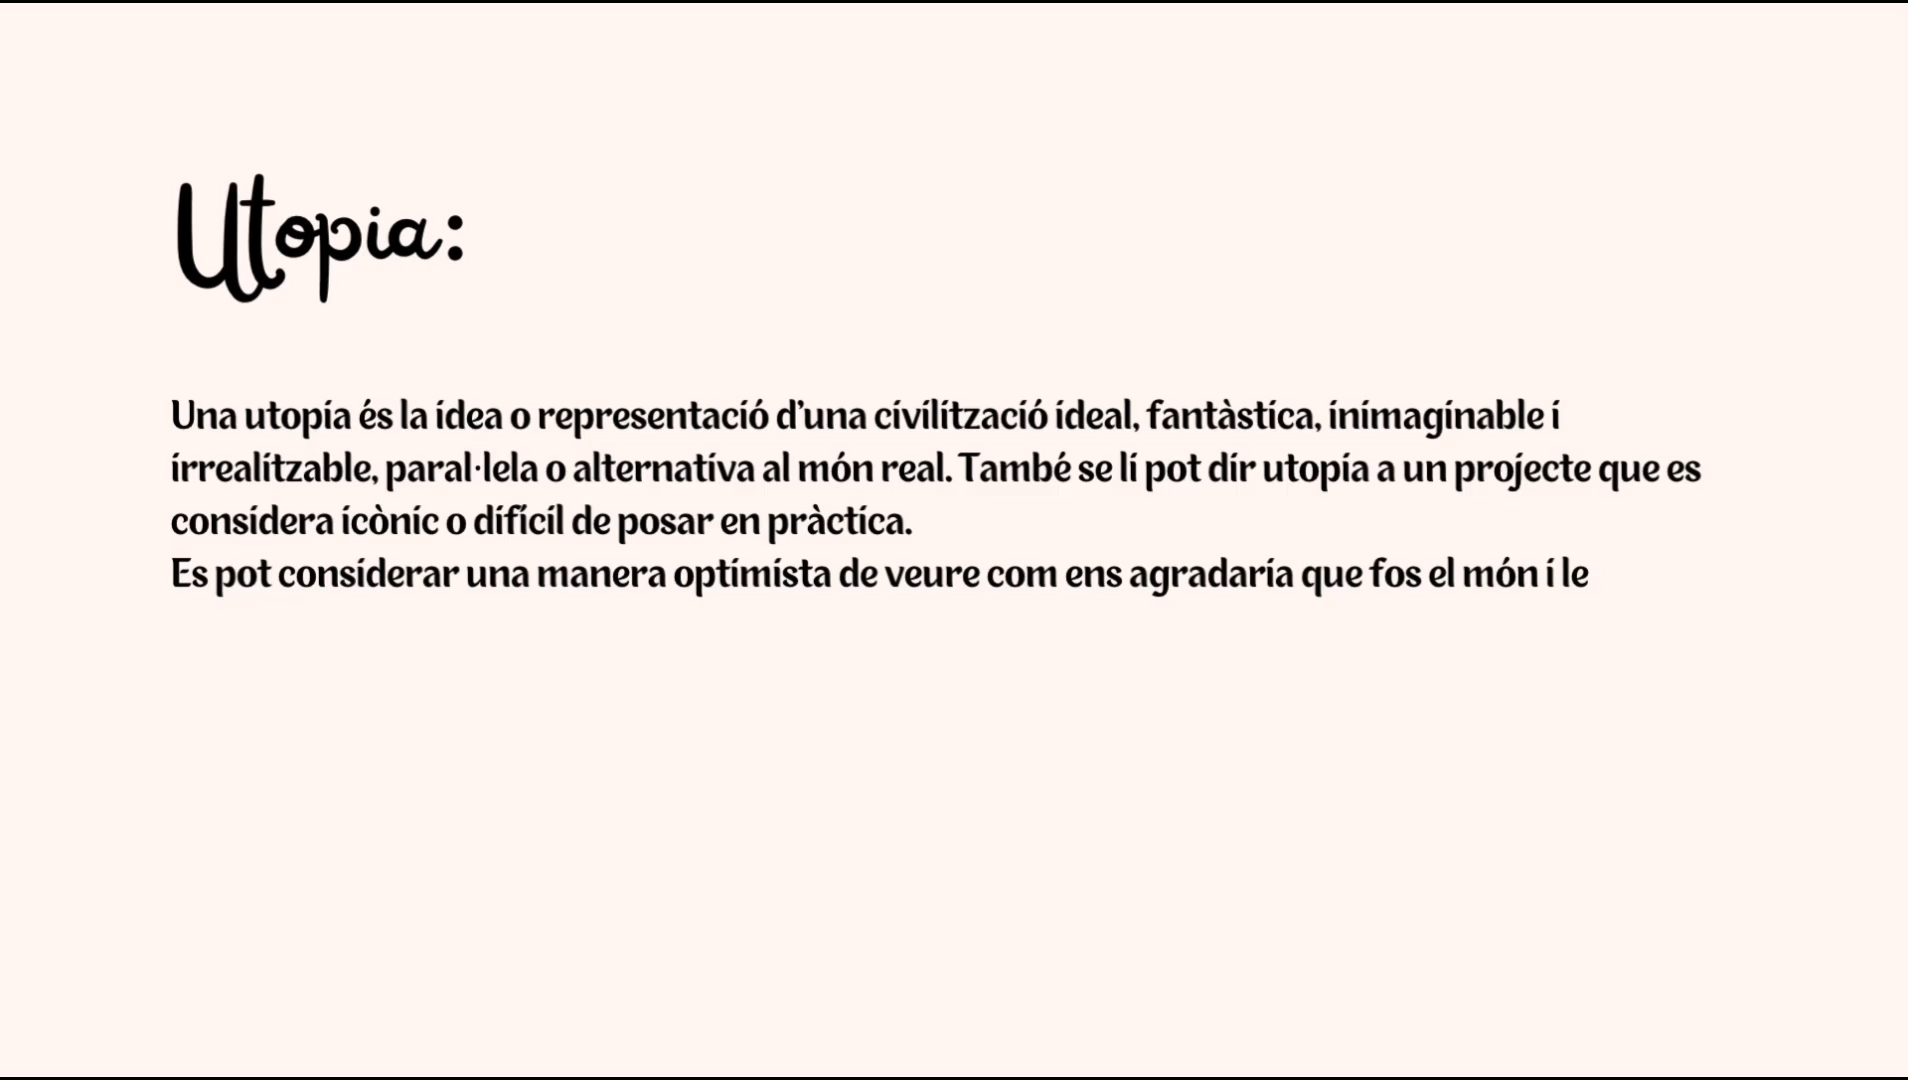 Utopia:
Una utopia és la idea o representació d’una civilització ideal, fantàstica, inimaginable i
irrealitzable, paral·lela o alternativa al món real. També se li pot dir utopia a un projecte que es
considera icònic o difícil de posar en pràctica.
Es pot considerar una manera optimista de veure com ens agradaria que fos el món i le